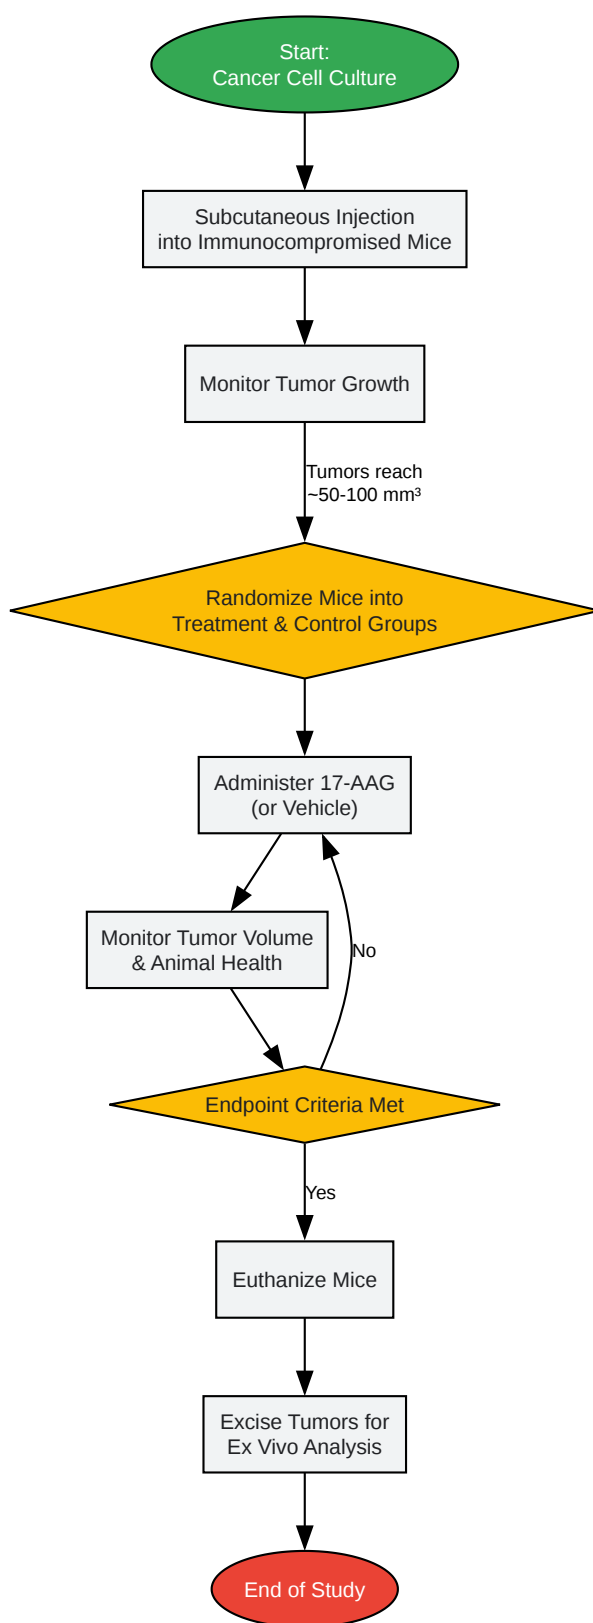 Start:
Cancer Cell Culture
Subcutaneous Injection
into Immunocompromised Mice
Monitor Tumor Growth
Tumors reach
~50-100 mm³
Randomize Mice into
Treatment & Control Groups
Administer 17-AAG
(or Vehicle)
Monitor Tumor Volume
& Animal Health
No
Endpoint Criteria Met
Yes
Euthanize Mice
Excise Tumors for
Ex Vivo Analysis
End of Study